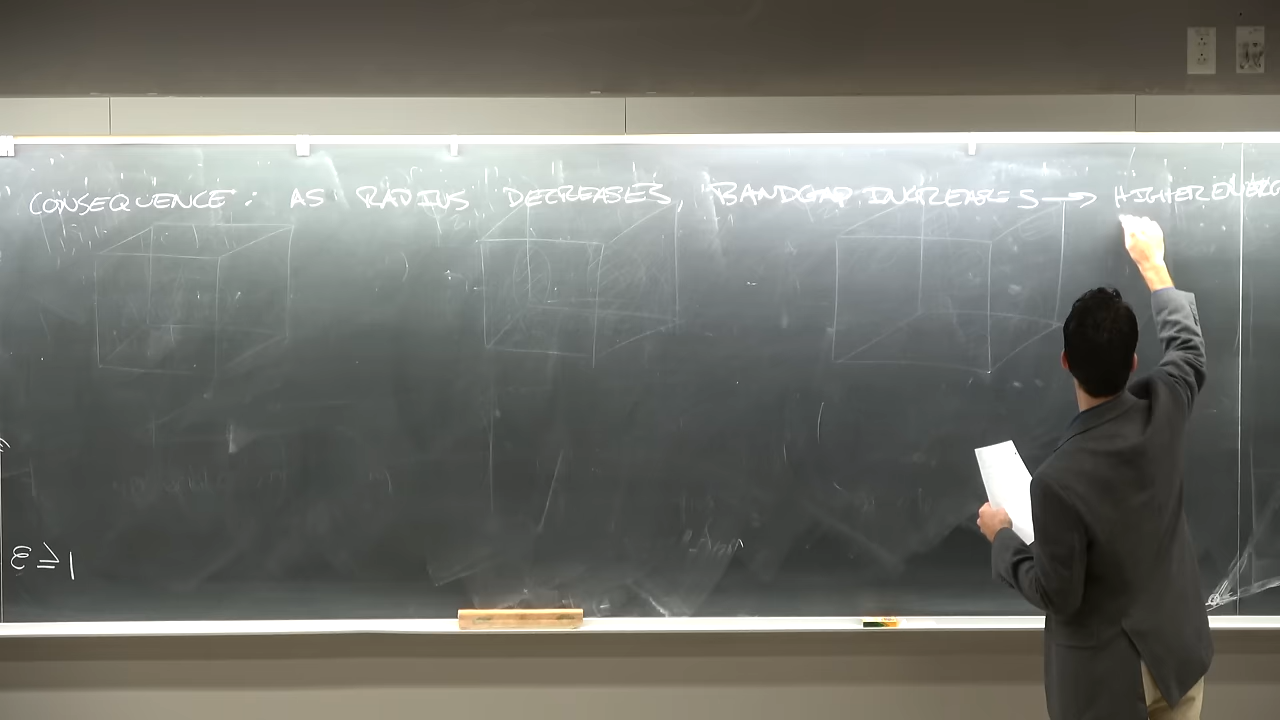 CONSEQUENCE: AS RADIUS DECREASES, BANDGAP INCREASES → HIGHER ENERG
ε ≥ 1